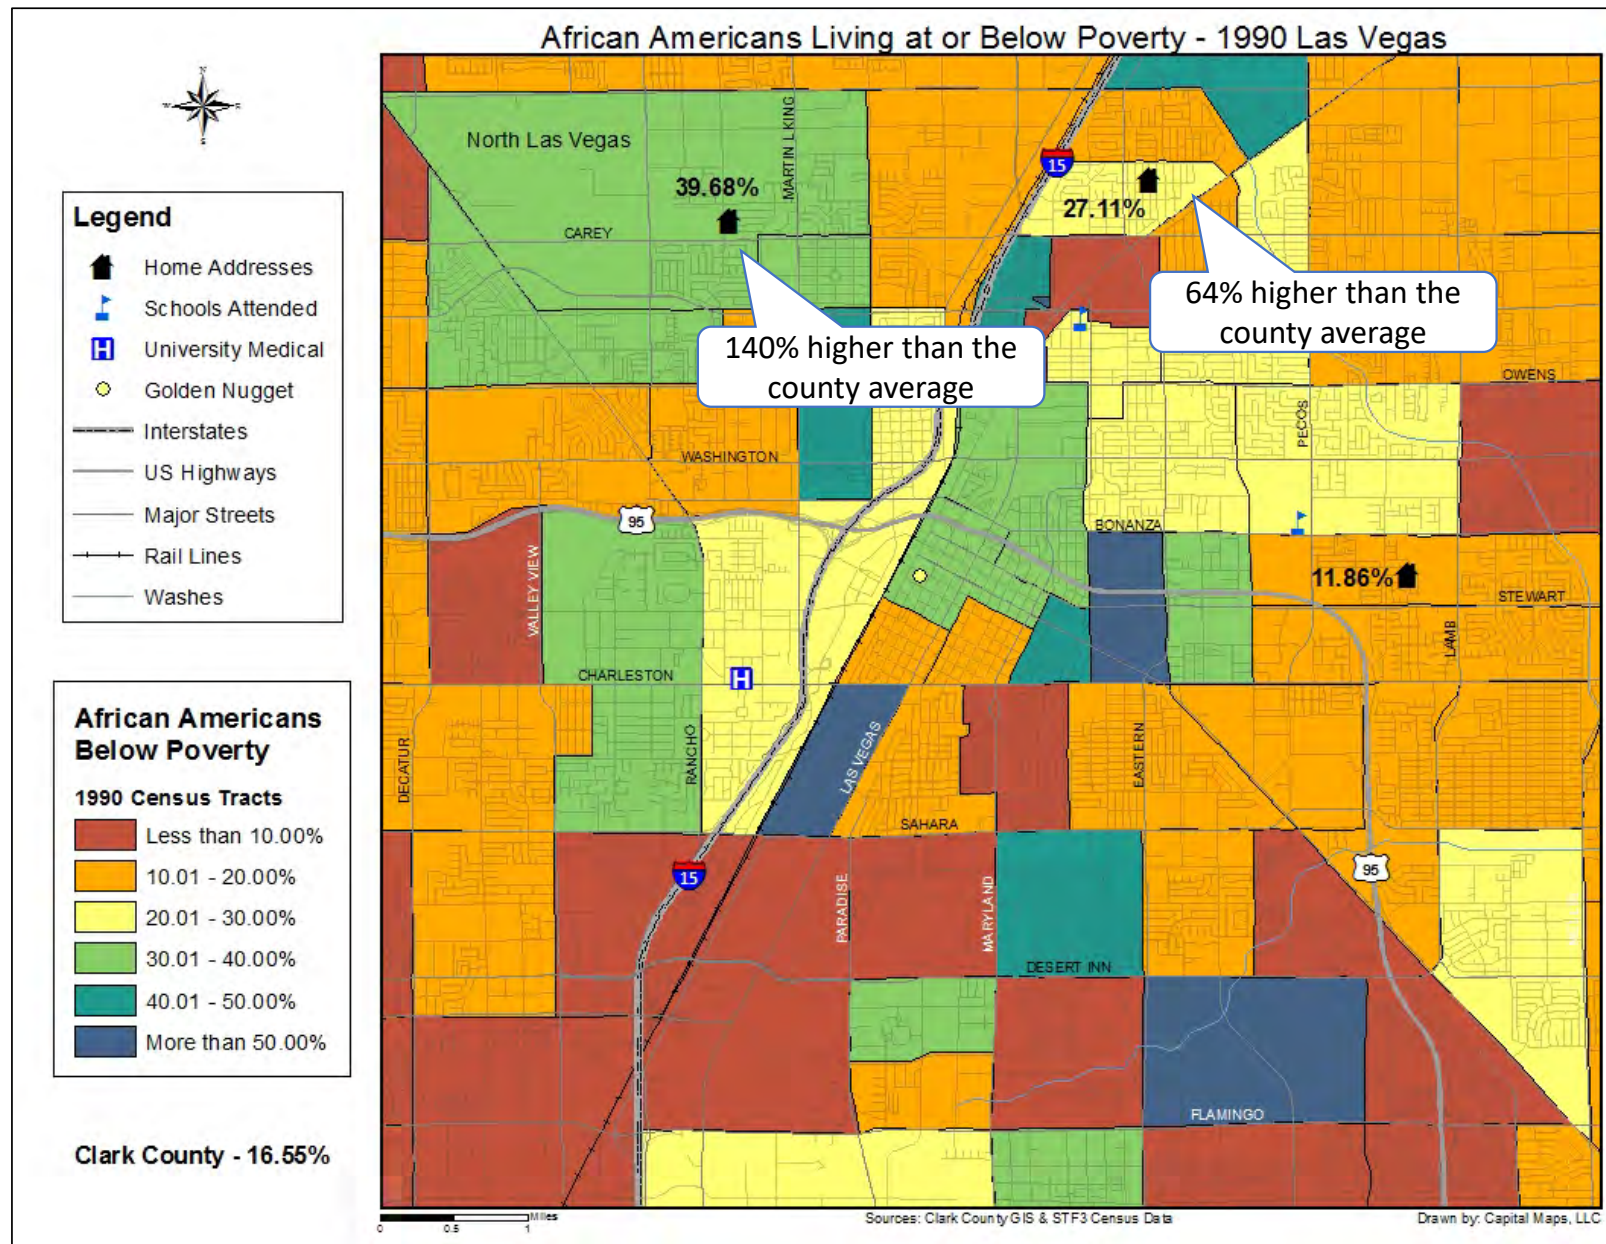 African Americans Living at or Below Poverty - 1990 Las Vegas
N
W
E
S
Legend
Home Addresses
Schools Attended
H University Medical
Golden Nugget
Interstates
US Highways
Major Streets
Rail Lines
Washes
African Americans
Below Poverty
1990 Census Tracts
Less than 10.00%
10.01 - 20.00%
20.01 - 30.00%
30.01 - 40.00%
40.01 - 50.00%
More than 50.00%
Clark County - 16.55%
North Las Vegas
MARTIN L KING
39.68%
CAREY
15
27.11%
64% higher than the
county average
140% higher than the
county average
OWENS
PECOS
WASHINGTON
95
BONANZA
VALLEY VIEW
11.86%
STEWART
LAMB
CHARLESTON
H
RANCHO
DECATUR
LAS VEGAS
EASTERN
SAHARA
15
95
PARADISE
MARYLAND
DESERT INN
FLAMINGO
0 0.5 1 Miles
Sources: Clark County GIS & STF3 Census Data
Drawn by: Capital Maps, LLC